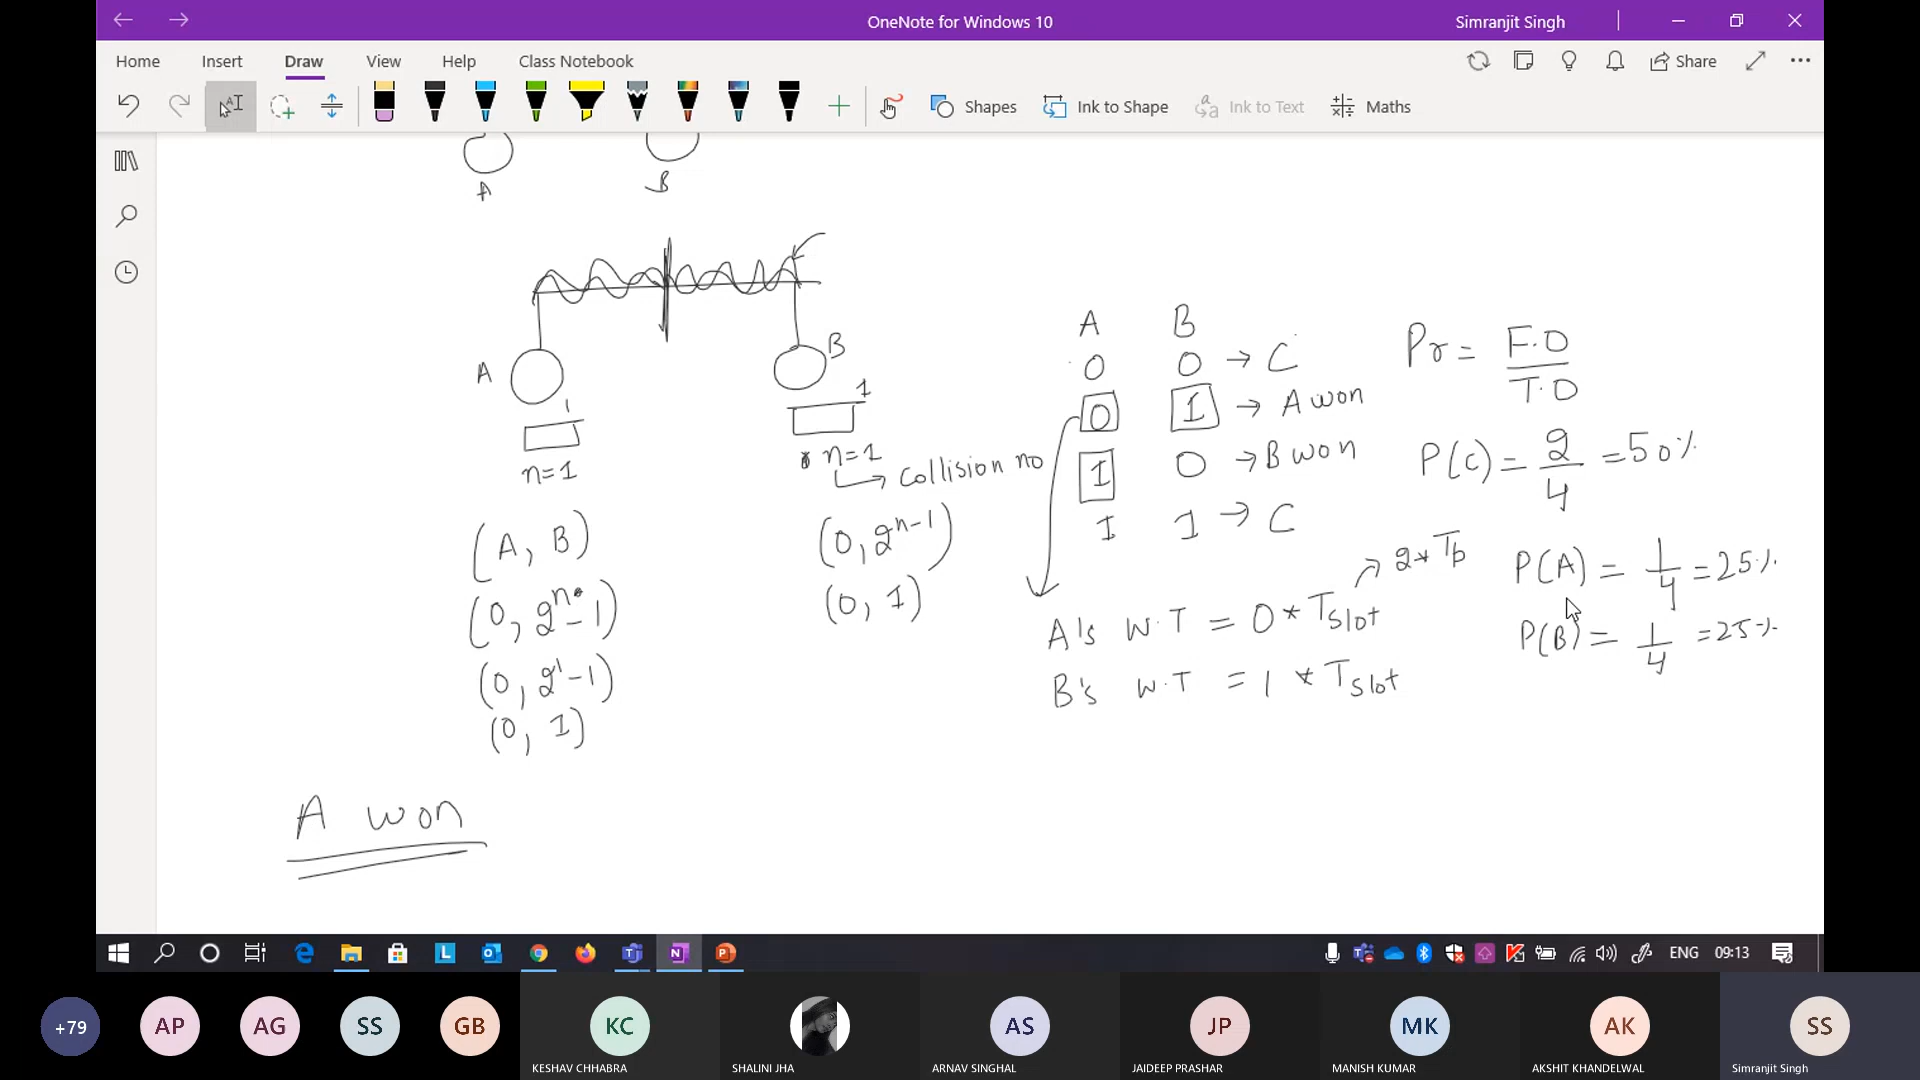 OneNote for Windows 10
Simranjit Singh
Home Insert Draw View Help Class Notebook
Share
Shapes
Ink to Shape
Ink to Text
Maths
A B
A
B
1
n=1
1
n=1
collision no
(A, B)
(0, 2^n-1)
(0, 2^1-1)
(0, 1)
(0, 2^n-1)
(0, 1)
A B
0 0 → C
0 1 → A won
1 0 → B won
1 1 → C
Pr = F.O / T.O
P(C) = 2/4 = 50%
P(A) = 1/4 = 25%
P(B) = 1/4 = 25%
2*Tp
A's W.T = 0 * Tslot
B's W.T = 1 * Tslot
A won
ENG 09:13
+79 AP AG SS GB KC AS JP MK AK SS
KESHAV CHHABRA SHALINI JHA ARNAV SINGHAL JAIDEEP PRASHAR MANISH KUMAR AKSHIT KHANDELWAL Simranjit Singh